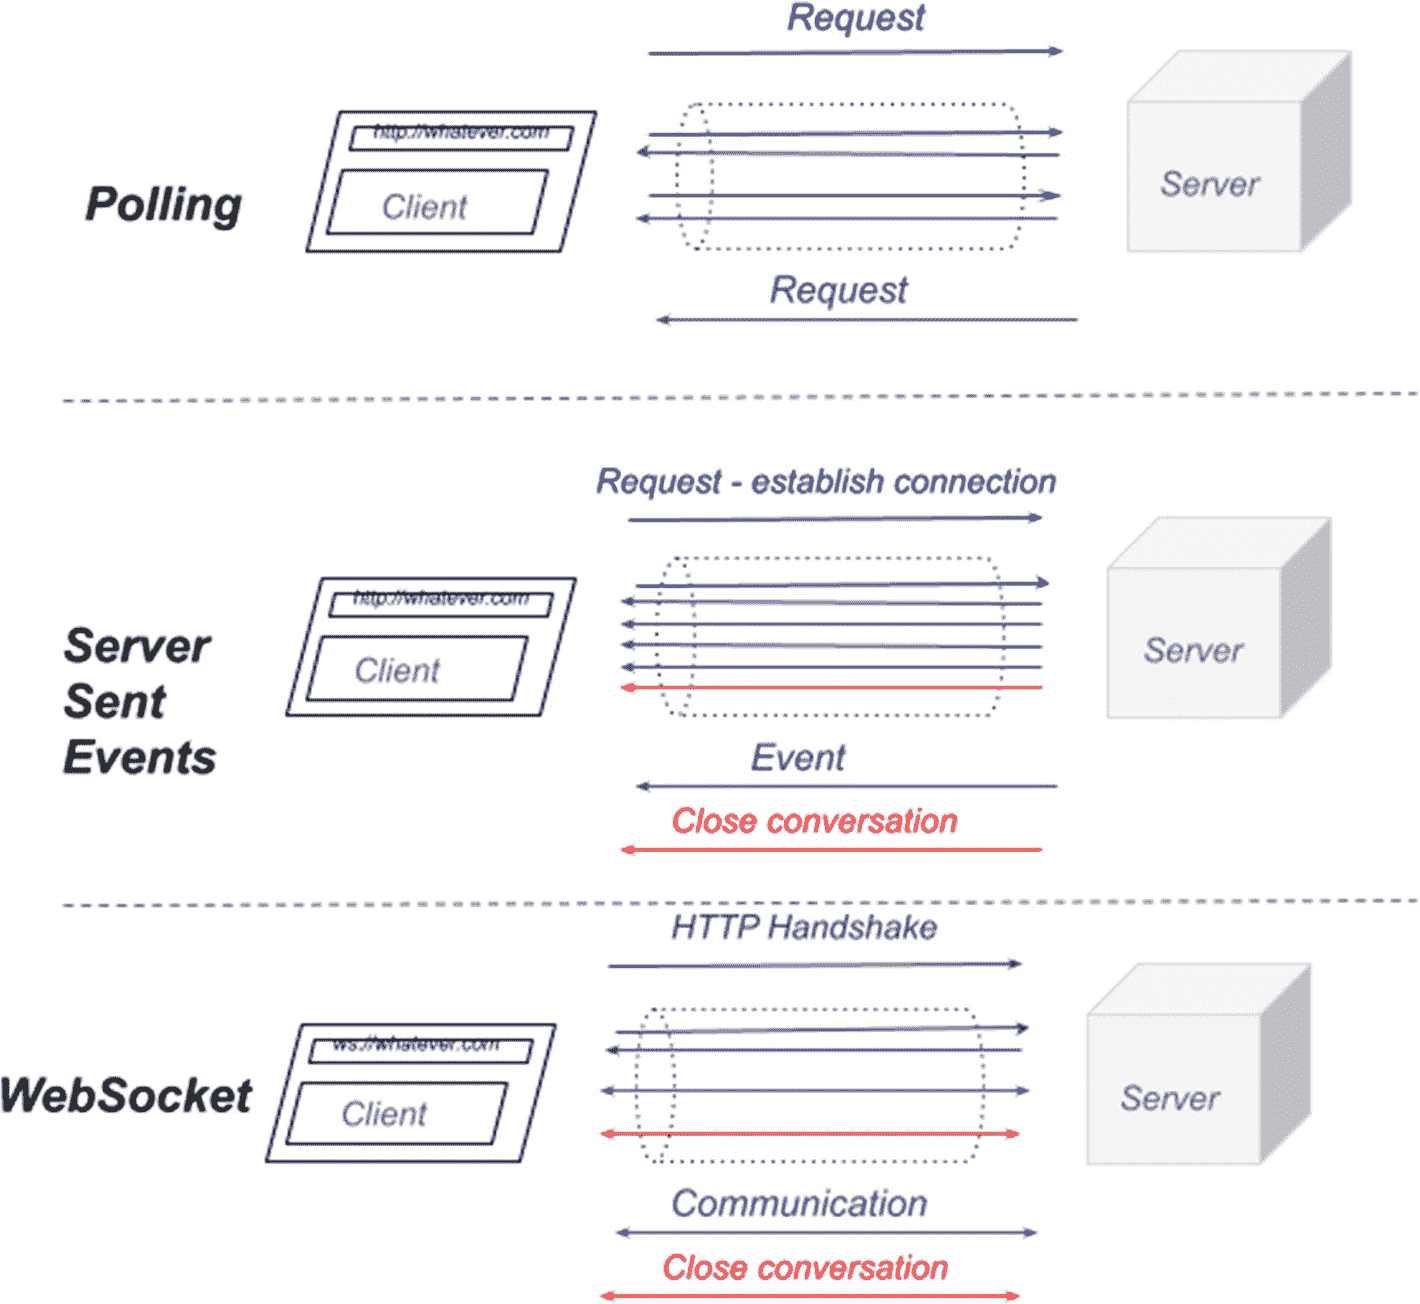 Request
http://whatever.com
Polling
Client
Server
Request
Request - establish connection
http://whatever.com
Server
Sent
Events
Client
Server
Event
Close conversation
HTTP Handshake
ws://whatever.com
WebSocket
Client
Server
Communication
Close conversation